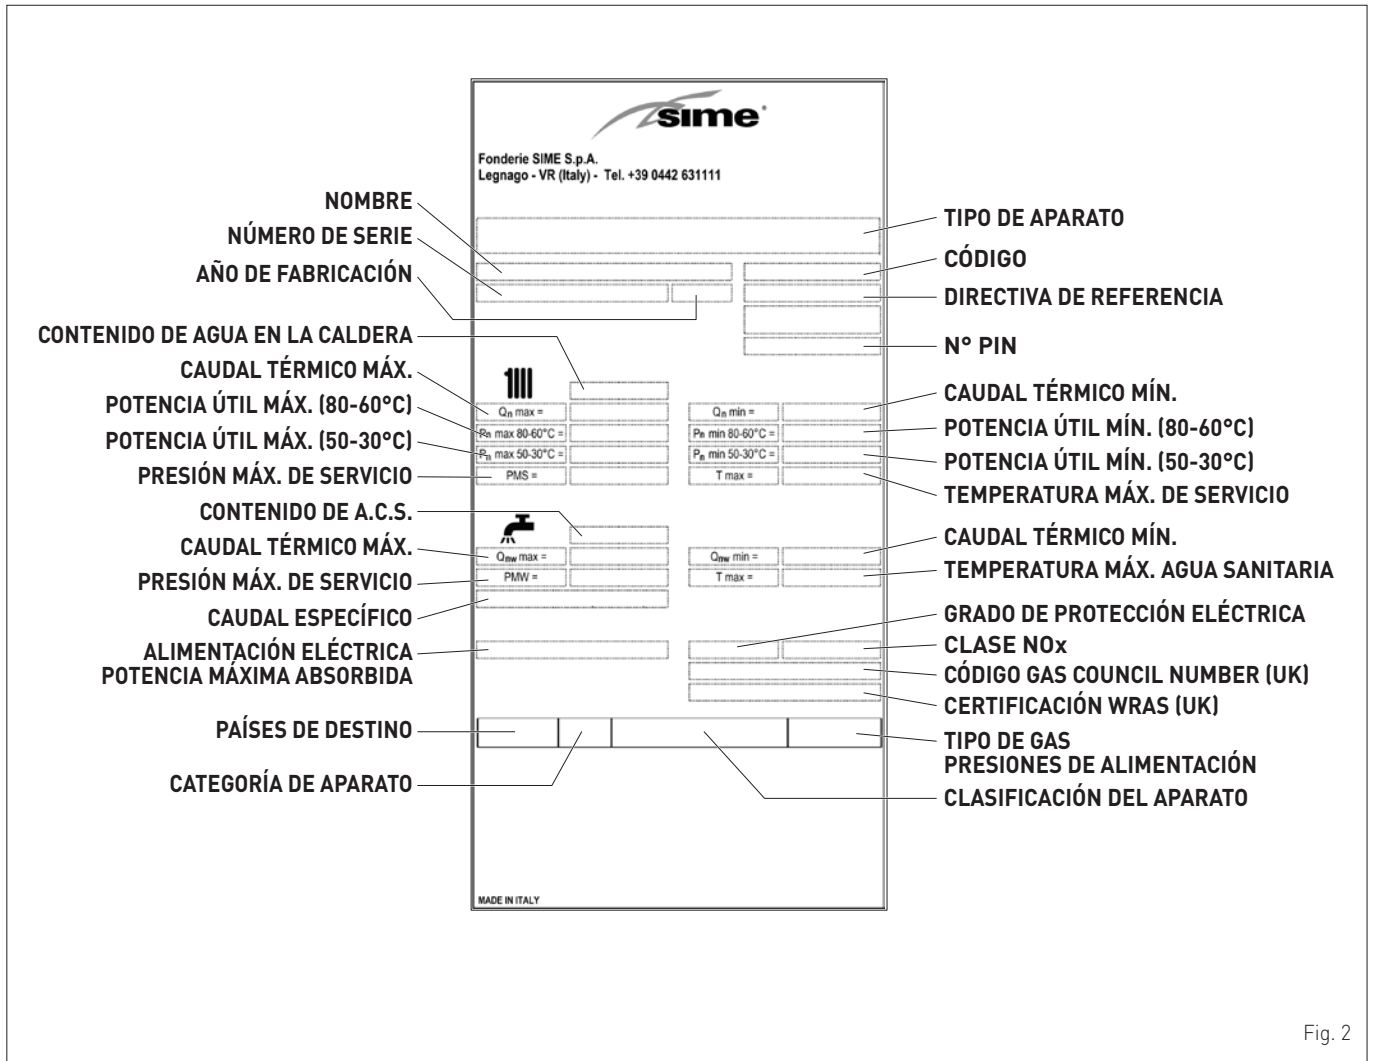 sime®
Fonderie SIME S.p.A.
Legnago - VR (Italy) - Tel. +39 0442 631111
NOMBRE
NÚMERO DE SERIE
AÑO DE FABRICACIÓN
CONTENIDO DE AGUA EN LA CALDERA
CAUDAL TÉRMICO MÁX.
POTENCIA ÚTIL MÁX. (80-60°C)
POTENCIA ÚTIL MÁX. (50-30°C)
PRESIÓN MÁX. DE SERVICIO
CONTENIDO DE A.C.S.
CAUDAL TÉRMICO MÁX.
PRESIÓN MÁX. DE SERVICIO
CAUDAL ESPECÍFICO
ALIMENTACIÓN ELÉCTRICA
POTENCIA MÁXIMA ABSORBIDA
PAÍSES DE DESTINO
CATEGORÍA DE APARATO
Qn max =
Pn max 80-60°C =
Pn max 50-30°C =
PMS =
Qn min =
Pn min 80-60°C =
Pn min 50-30°C =
T max =
Qnw max =
PMW =
Qnw min =
T max =
MADE IN ITALY
TIPO DE APARATO
CÓDIGO
DIRECTIVA DE REFERENCIA
N° PIN
CAUDAL TÉRMICO MÍN.
POTENCIA ÚTIL MÍN. (80-60°C)
POTENCIA ÚTIL MÍN. (50-30°C)
TEMPERATURA MÁX. DE SERVICIO
CAUDAL TÉRMICO MÍN.
TEMPERATURA MÁX. AGUA SANITARIA
GRADO DE PROTECCIÓN ELÉCTRICA
CLASE NOx
CÓDIGO GAS COUNCIL NUMBER (UK)
CERTIFICACIÓN WRAS (UK)
TIPO DE GAS
PRESIONES DE ALIMENTACIÓN
CLASIFICACIÓN DEL APARATO
Fig. 2